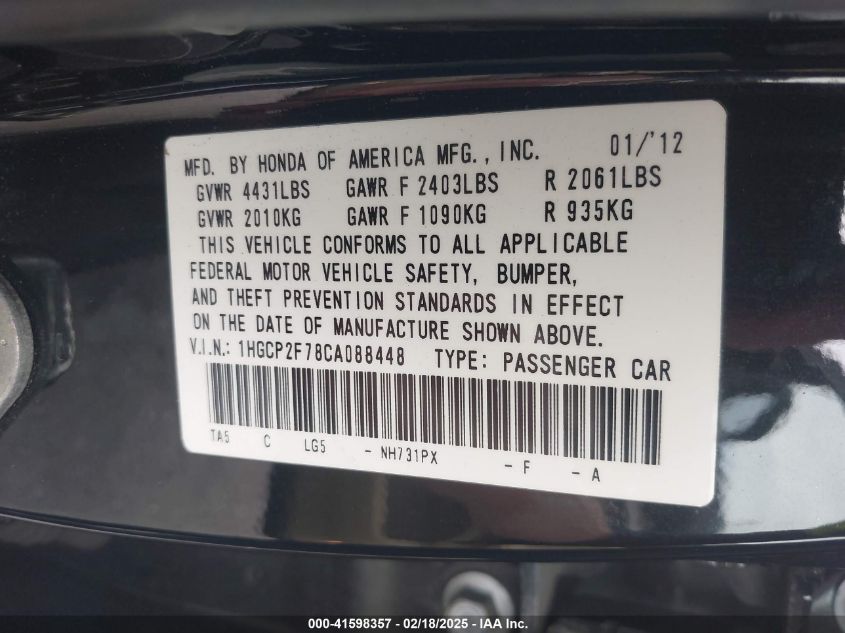 MFD. BY HONDA OF AMERICA MFG., INC. 01/'12
GVWR 4431LBS GAWR F 2403LBS R 2061LBS
GVWR 2010KG GAWR F 1090KG R 935KG
THIS VEHICLE CONFORMS TO ALL APPLICABLE
FEDERAL MOTOR VEHICLE SAFETY, BUMPER,
AND THEFT PREVENTION STANDARDS IN EFFECT
ON THE DATE OF MANUFACTURE SHOWN ABOVE.
V.I.N.: 1HGCP2F78CA088448 TYPE: PASSENGER CAR
TA5 C LG5 - NH731PX - F - A
000-41598357 - 02/18/2025 - IAA Inc.